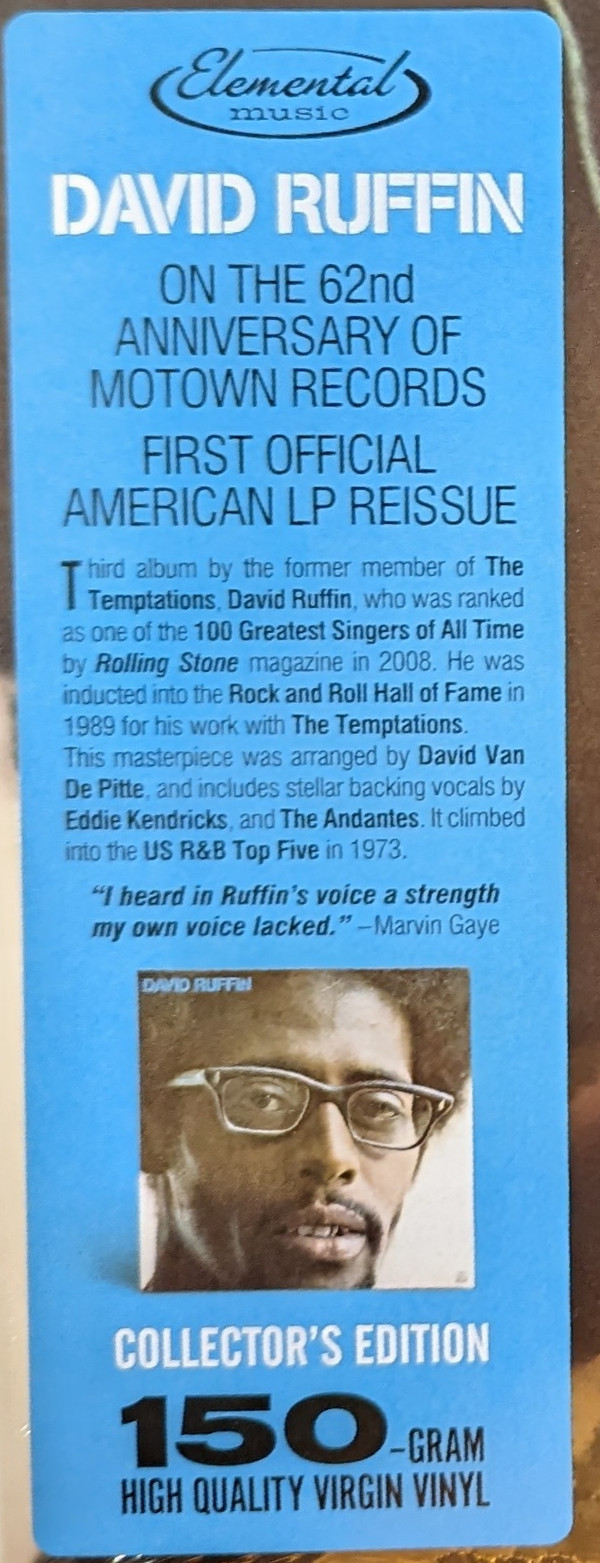 Elemental
music
DAVID RUFFIN
ON THE 62nd
ANNIVERSARY OF
MOTOWN RECORDS
FIRST OFFICIAL
AMERICAN LP REISSUE
Third album by the former member of The
Temptations, David Ruffin, who was ranked
as one of the 100 Greatest Singers of All Time
by Rolling Stone magazine in 2008. He was
inducted into the Rock and Roll Hall of Fame in
1989 for his work with The Temptations.
This masterpiece was arranged by David Van
De Pitte, and includes stellar backing vocals by
Eddie Kendricks, and The Andantes. It climbed
into the US R&B Top Five in 1973.
“I heard in Ruffin’s voice a strength
my own voice lacked.” –Marvin Gaye
DAVID RUFFIN
COLLECTOR’S EDITION
150-GRAM
HIGH QUALITY VIRGIN VINYL